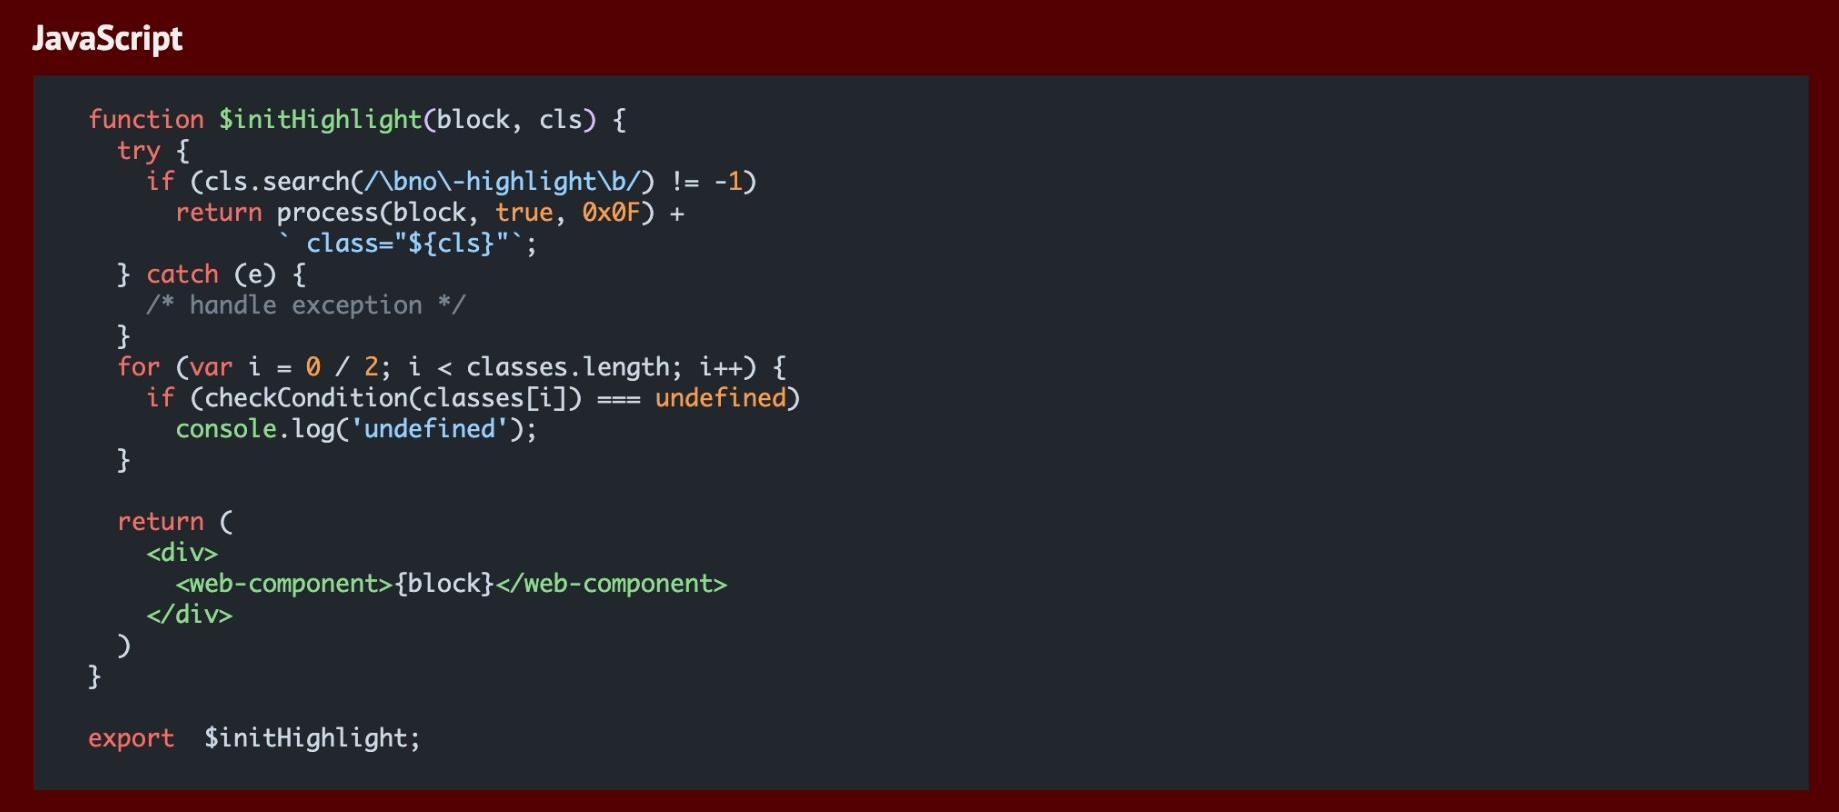 JavaScript
function $initHighlight(block, cls) {
  try {
    if (cls.search(/\bno\-highlight\b/) != -1)
      return process(block, true, 0x0F) +
             ` class="${cls}"`;
  } catch (e) {
    /* handle exception */
  }
  for (var i = 0 / 2; i < classes.length; i++) {
    if (checkCondition(classes[i]) === undefined)
      console.log('undefined');
  }

  return (
    <div>
      <web-component>{block}</web-component>
    </div>
  )
}

export  $initHighlight;